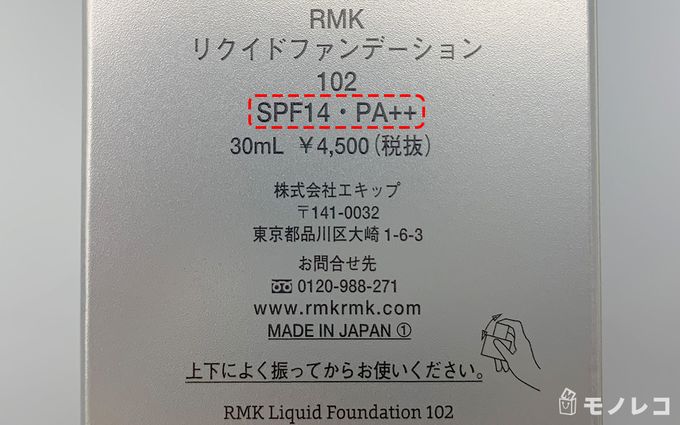 RMK
リクイドファンデーション
102
SPF14・PA++
30mL ￥4,500(税抜)
株式会社エキップ
〒141-0032
東京都品川区大崎1-6-3
お問合せ先
0120-988-271
www.rmkrmk.com
MADE IN JAPAN ①
上下によく振ってからお使いください。
RMK Liquid Foundation 102
モノレコ